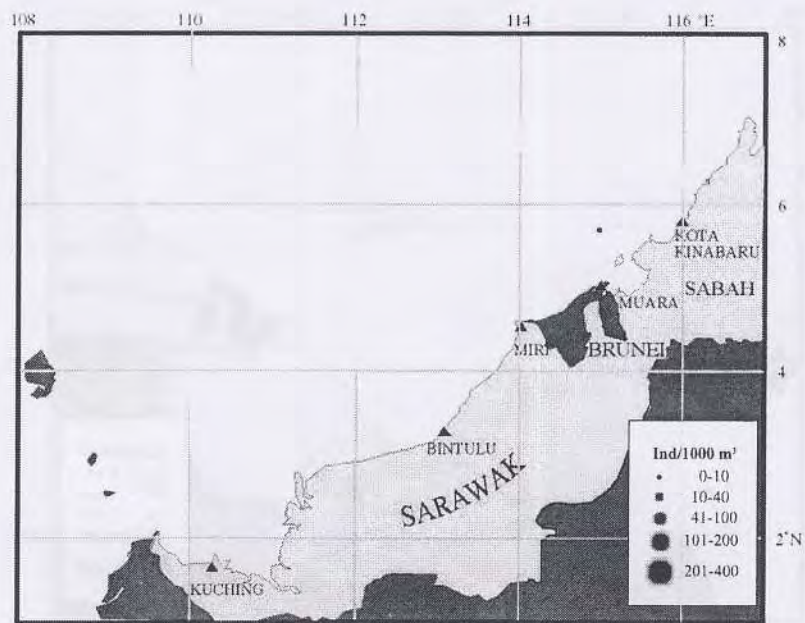 108 110 112 114 116 °E
8
6
KOTA
KINABARU
SABAH
MUARA
BRUNEI
MIRI
4
BINTULU
SARAWAK
Ind/1000 m³
0-10
10-40
41-100
101-200
201-400
2°N
KUCHING